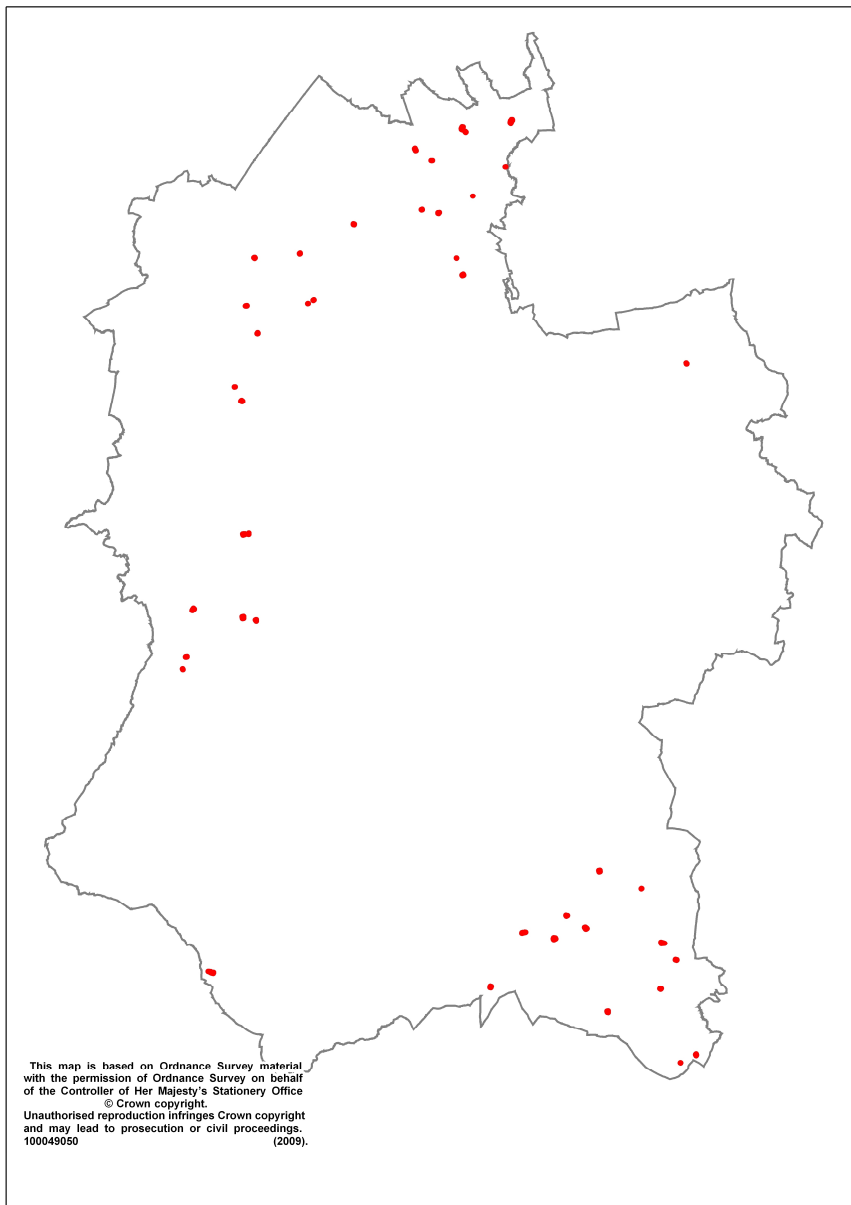 This map is based on Ordnance Survey material
with the permission of Ordnance Survey on behalf
of the Controller of Her Majesty's Stationery Office
© Crown copyright.
Unauthorised reproduction infringes Crown copyright
and may lead to prosecution or civil proceedings.
100049050 (2009).